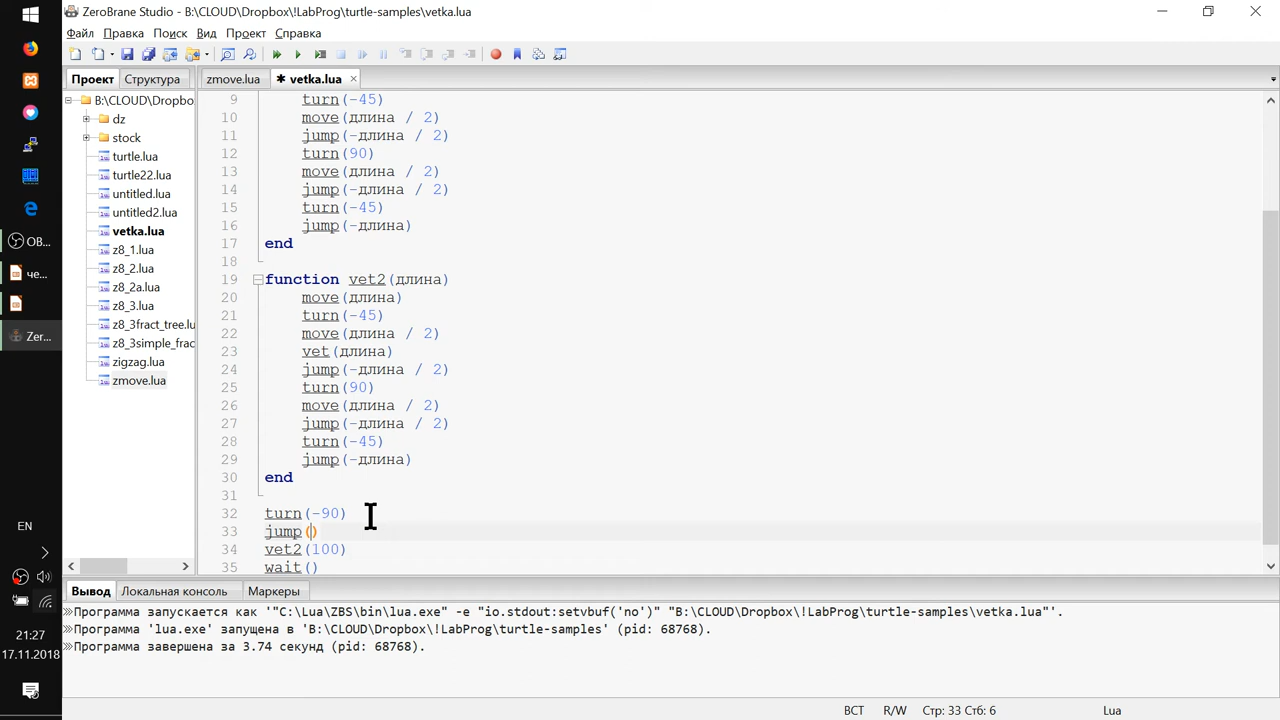 ZeroBrane Studio - B:\CLOUD\Dropbox\!LabProg\turtle-samples\vetka.lua
Файл Правка Поиск Вид Проект Справка
Проект Структура
zmove.lua
✱ vetka.lua
B:\CLOUD\Dropbo
dz
stock
turtle.lua
turtle22.lua
untitled.lua
untitled2.lua
vetka.lua
z8_1.lua
z8_2.lua
z8_2a.lua
z8_3.lua
z8_3fract_tree.lu
z8_3simple_frac
zigzag.lua
zmove.lua
9 turn(-45)
10 move(длина / 2)
11 jump(-длина / 2)
12 turn(90)
13 move(длина / 2)
14 jump(-длина / 2)
15 turn(-45)
16 jump(-длина)
17 end
18
19 function vet2(длина)
20 move(длина)
21 turn(-45)
22 move(длина / 2)
23 vet(длина)
24 jump(-длина / 2)
25 turn(90)
26 move(длина / 2)
27 jump(-длина / 2)
28 turn(-45)
29 jump(-длина)
30 end
31
32 turn(-90)
33 jump()
34 vet2(100)
35 wait()
Вывод Локальная консоль Маркеры
Программа запускается как '"C:\Lua\ZBS\bin\lua.exe" -e "io.stdout:setvbuf('no')" "B:\CLOUD\Dropbox\!LabProg\turtle-samples\vetka.lua"'.
Программа 'lua.exe' запущена в 'B:\CLOUD\Dropbox\!LabProg\turtle-samples' (pid: 68768).
Программа завершена за 3.74 секунд (pid: 68768).
ВСТ R/W Стр: 33 Стб: 6 Lua
OB...
че...
Zer...
EN
21:27
17.11.2018